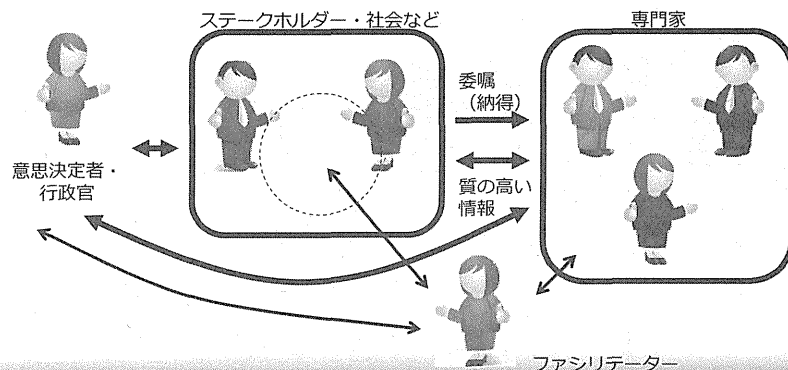 ステークホルダー・社会など
専門家
委嘱
（納得）
意思決定者・
行政官
質の高い
情報
ファシリテーター